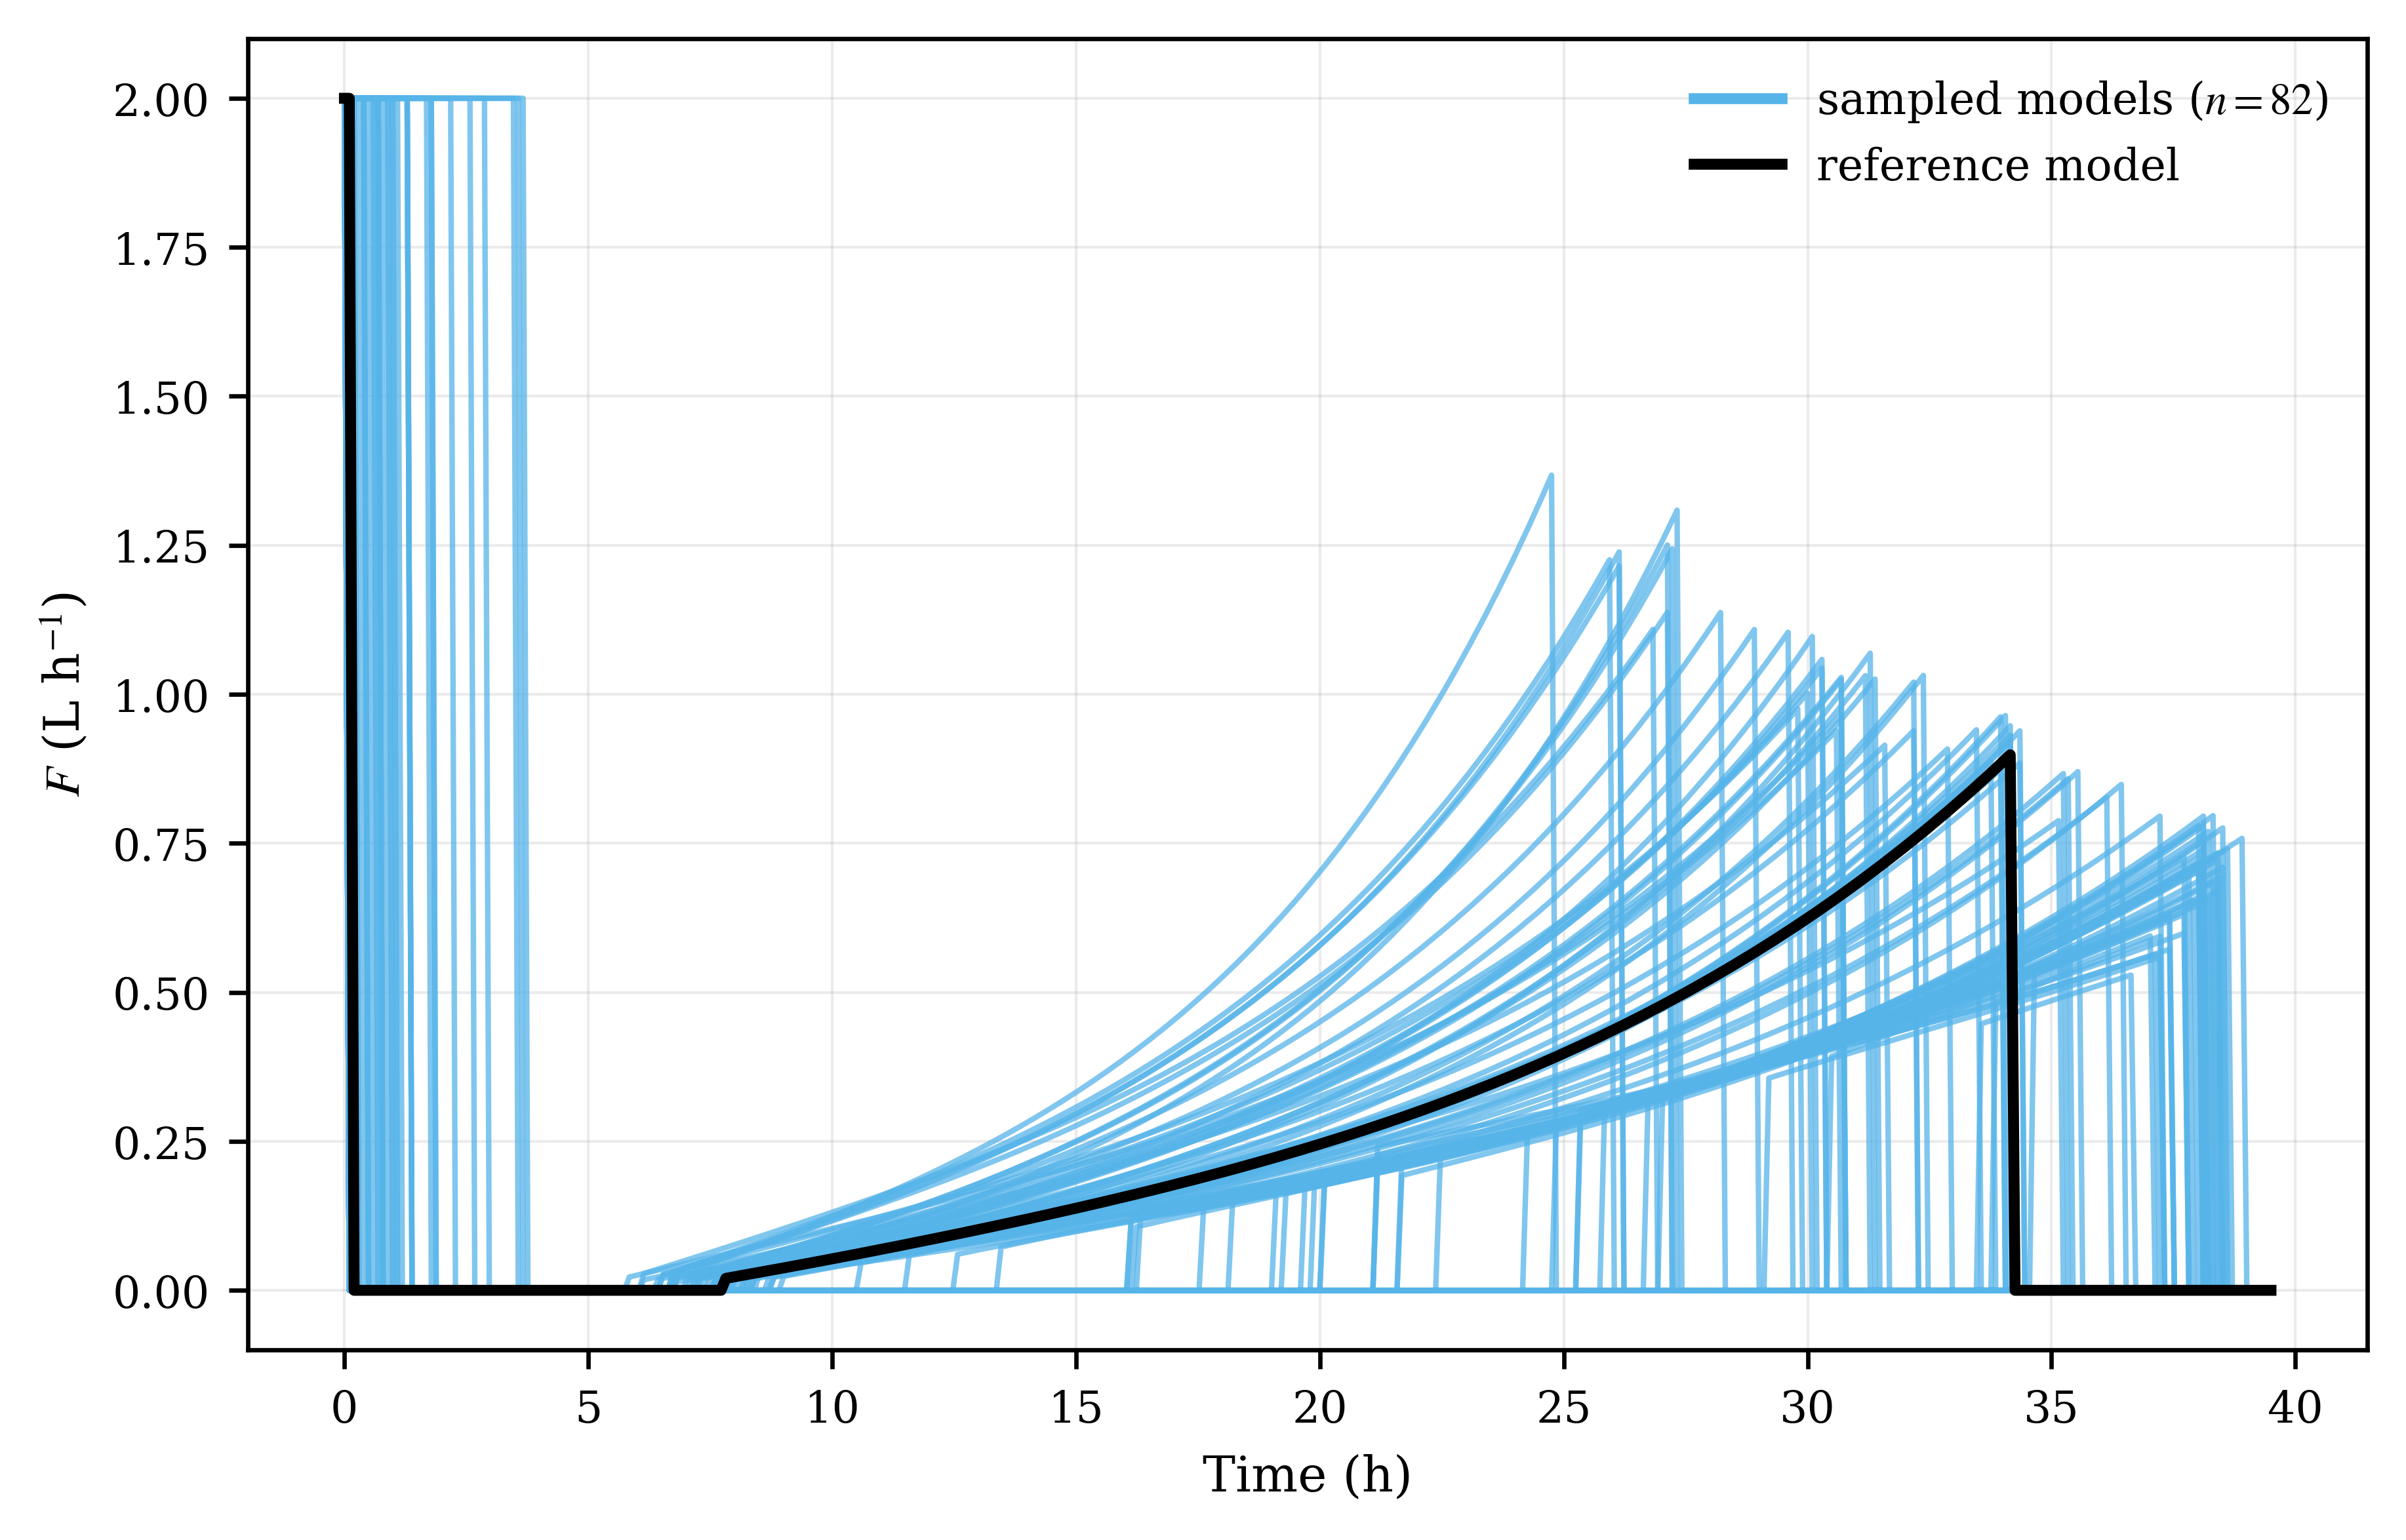 sampled models (n = 82)
reference model
2.00
1.75
1.50
1.25
1.00
0.75
0.50
0.25
0.00
F (L h⁻¹)
0 5 10 15 20 25 30 35 40
Time (h)